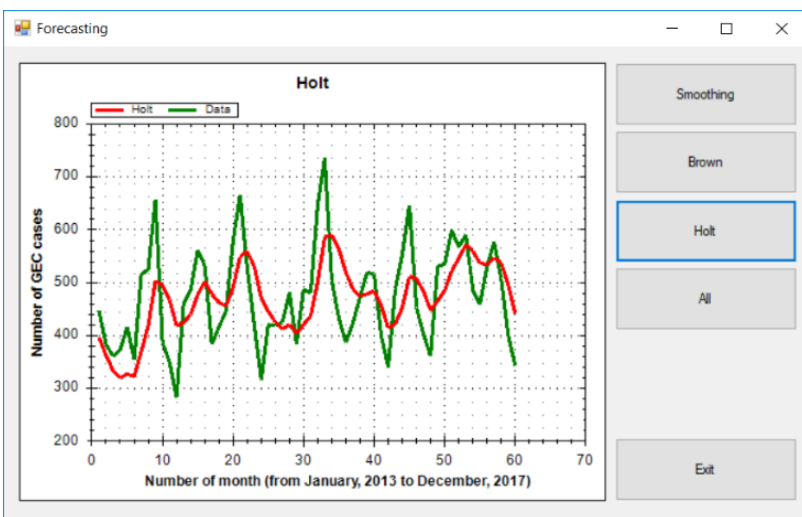 Forecasting
Holt
Holt Data
800
700
600
500
400
300
200
Number of GEC cases
0 10 20 30 40 50 60 70
Number of month (from January, 2013 to December, 2017)
Smoothing
Brown
Holt
All
Exit